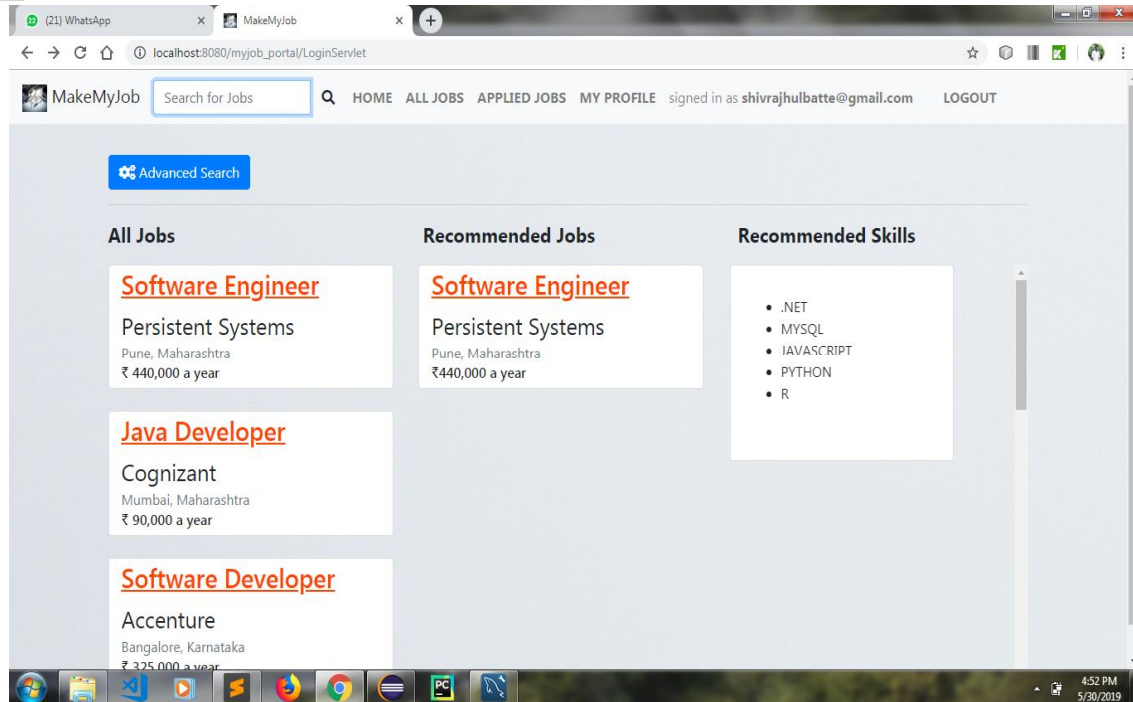 (21) WhatsApp
MakeMyJob
localhost:8080/myjob_portal/LoginServlet
MakeMyJob Search for Jobs HOME ALL JOBS APPLIED JOBS MY PROFILE signed in as shivrajhulbatte@gmail.com LOGOUT
Advanced Search
All Jobs
Software Engineer
Persistent Systems
Pune, Maharashtra
₹ 440,000 a year
Java Developer
Cognizant
Mumbai, Maharashtra
₹ 90,000 a year
Software Developer
Accenture
Bangalore, Karnataka
₹ 325,000 a year
Recommended Jobs
Software Engineer
Persistent Systems
Pune, Maharashtra
₹440,000 a year
Recommended Skills
.NET
MYSQL
JAVASCRIPT
PYTHON
R
PC
4:52 PM
5/30/2019